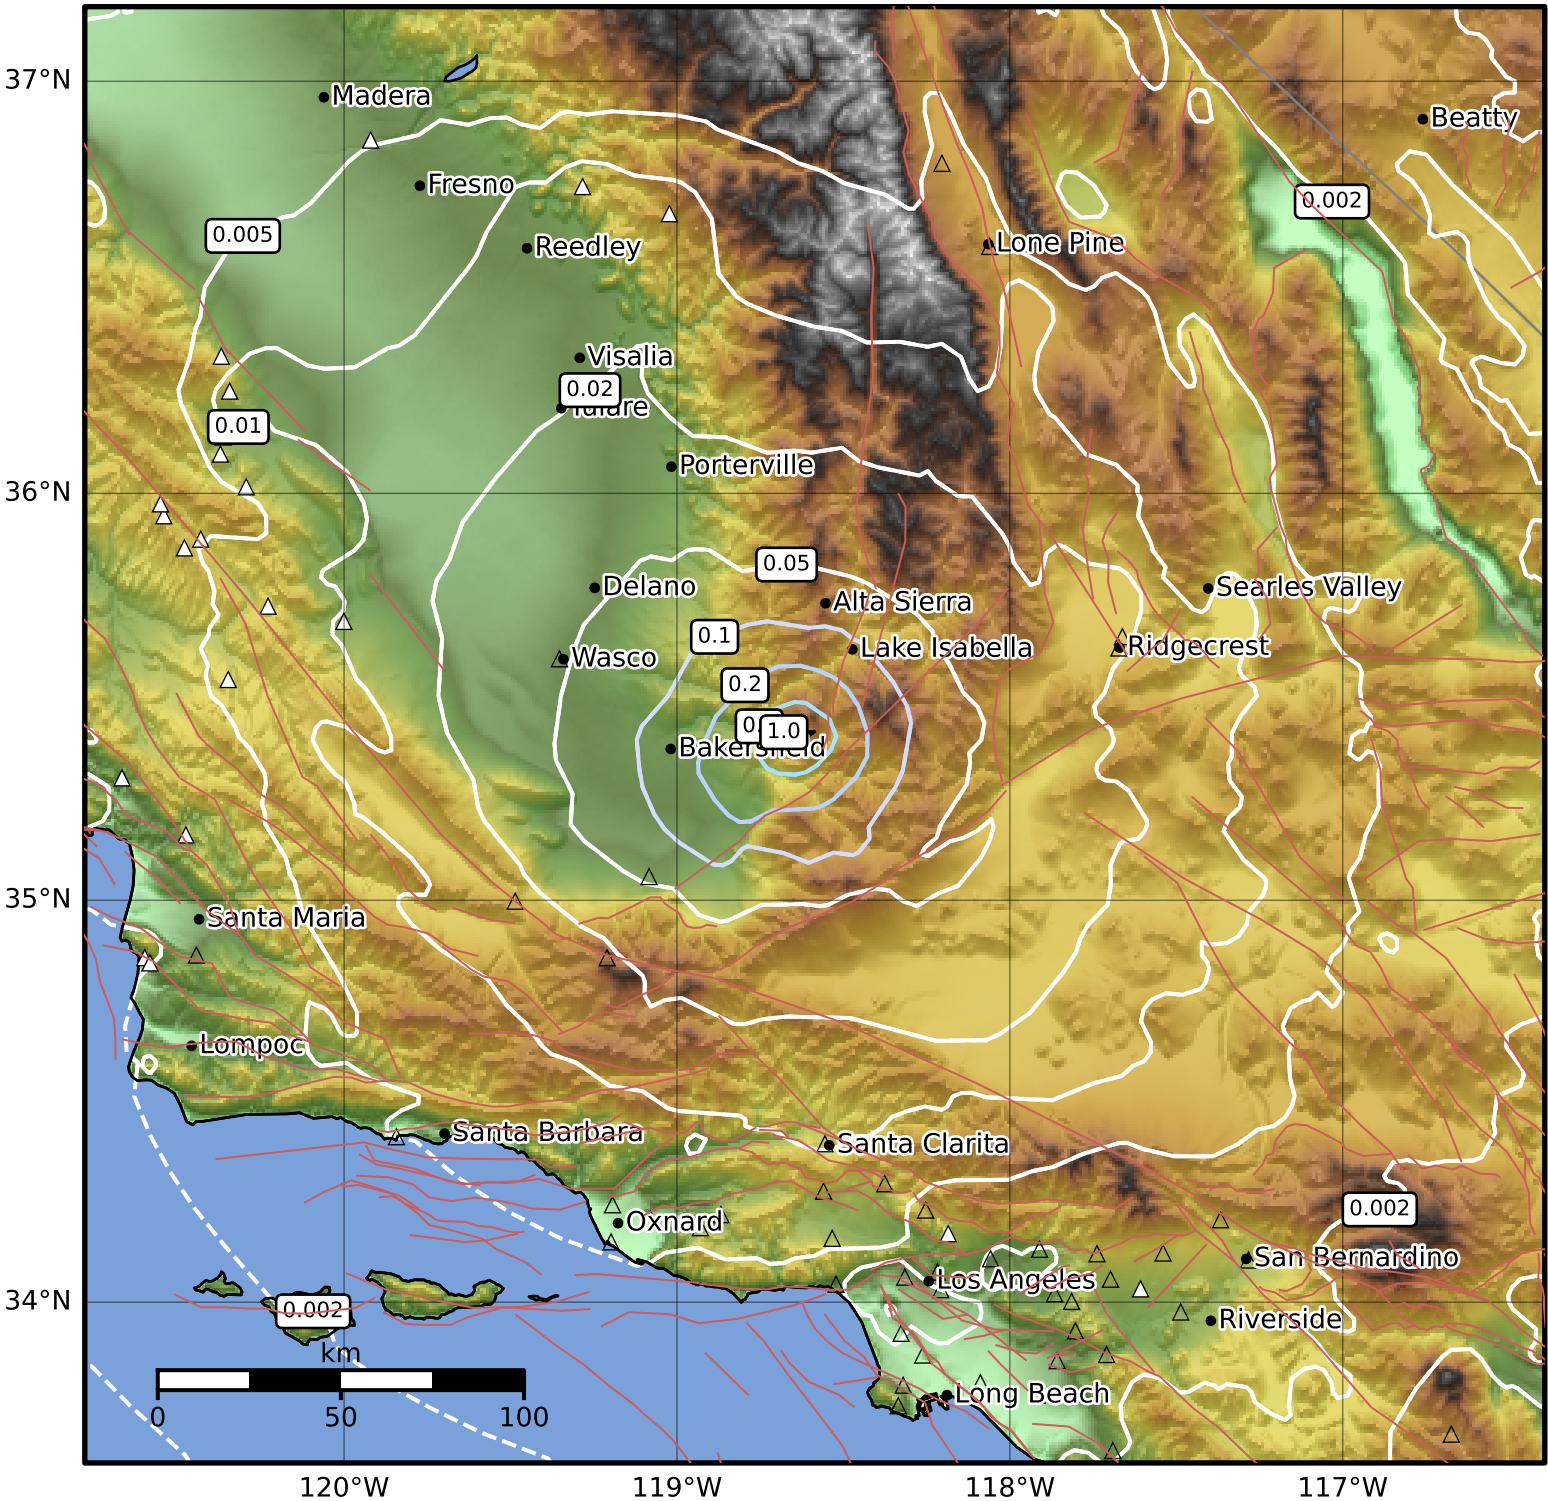 37°N
Madera
Beatty
Fresno
0.002
0.005
Reedley
Lone Pine
Visalia
0.02
0.01
Porterville
36°N
0.05
Delano
Alta Sierra
Searles Valley
0.1
Lake Isabella
Ridgecrest
Wasco
0.2
1.0
35°N
Santa Maria
Lompoc
Santa Barbara
Santa Clarita
0.002
Oxnard
San Bernardino
Los Angeles
34°N
0.002
Riverside
km
Long Beach
0 50 100
120°W 119°W 118°W 117°W